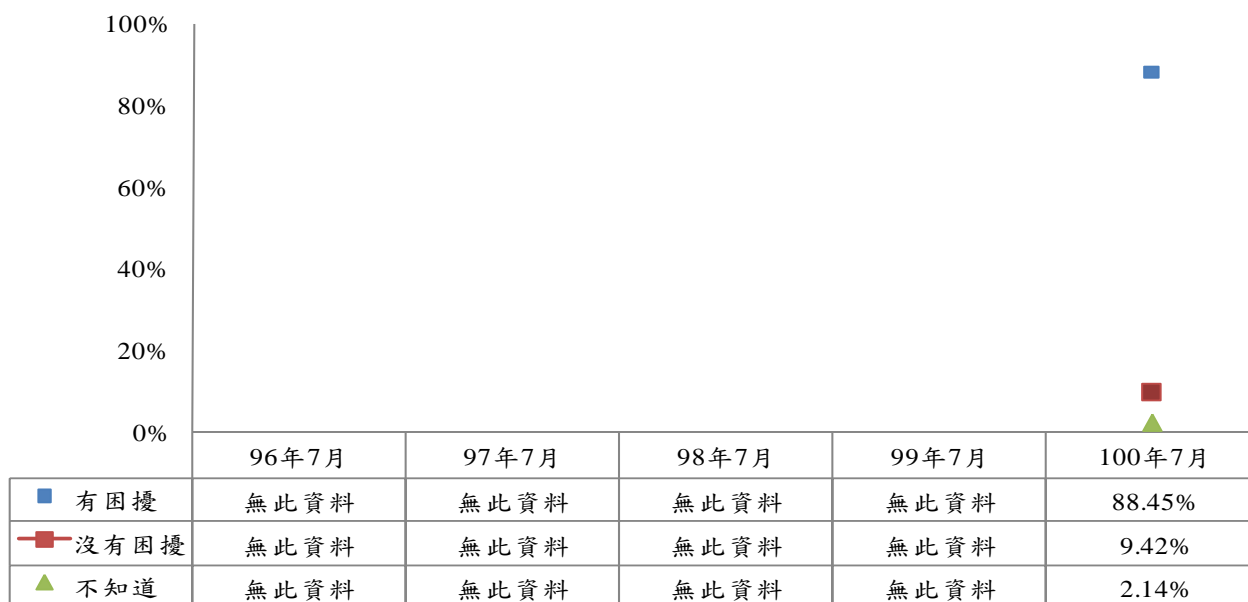 100%
80%
60%
40%
20%
0%
96年7月 97年7月 98年7月 99年7月 100年7月
有困擾 無此資料 無此資料 無此資料 無此資料 88.45%
沒有困擾 無此資料 無此資料 無此資料 無此資料 9.42%
不知道 無此資料 無此資料 無此資料 無此資料 2.14%